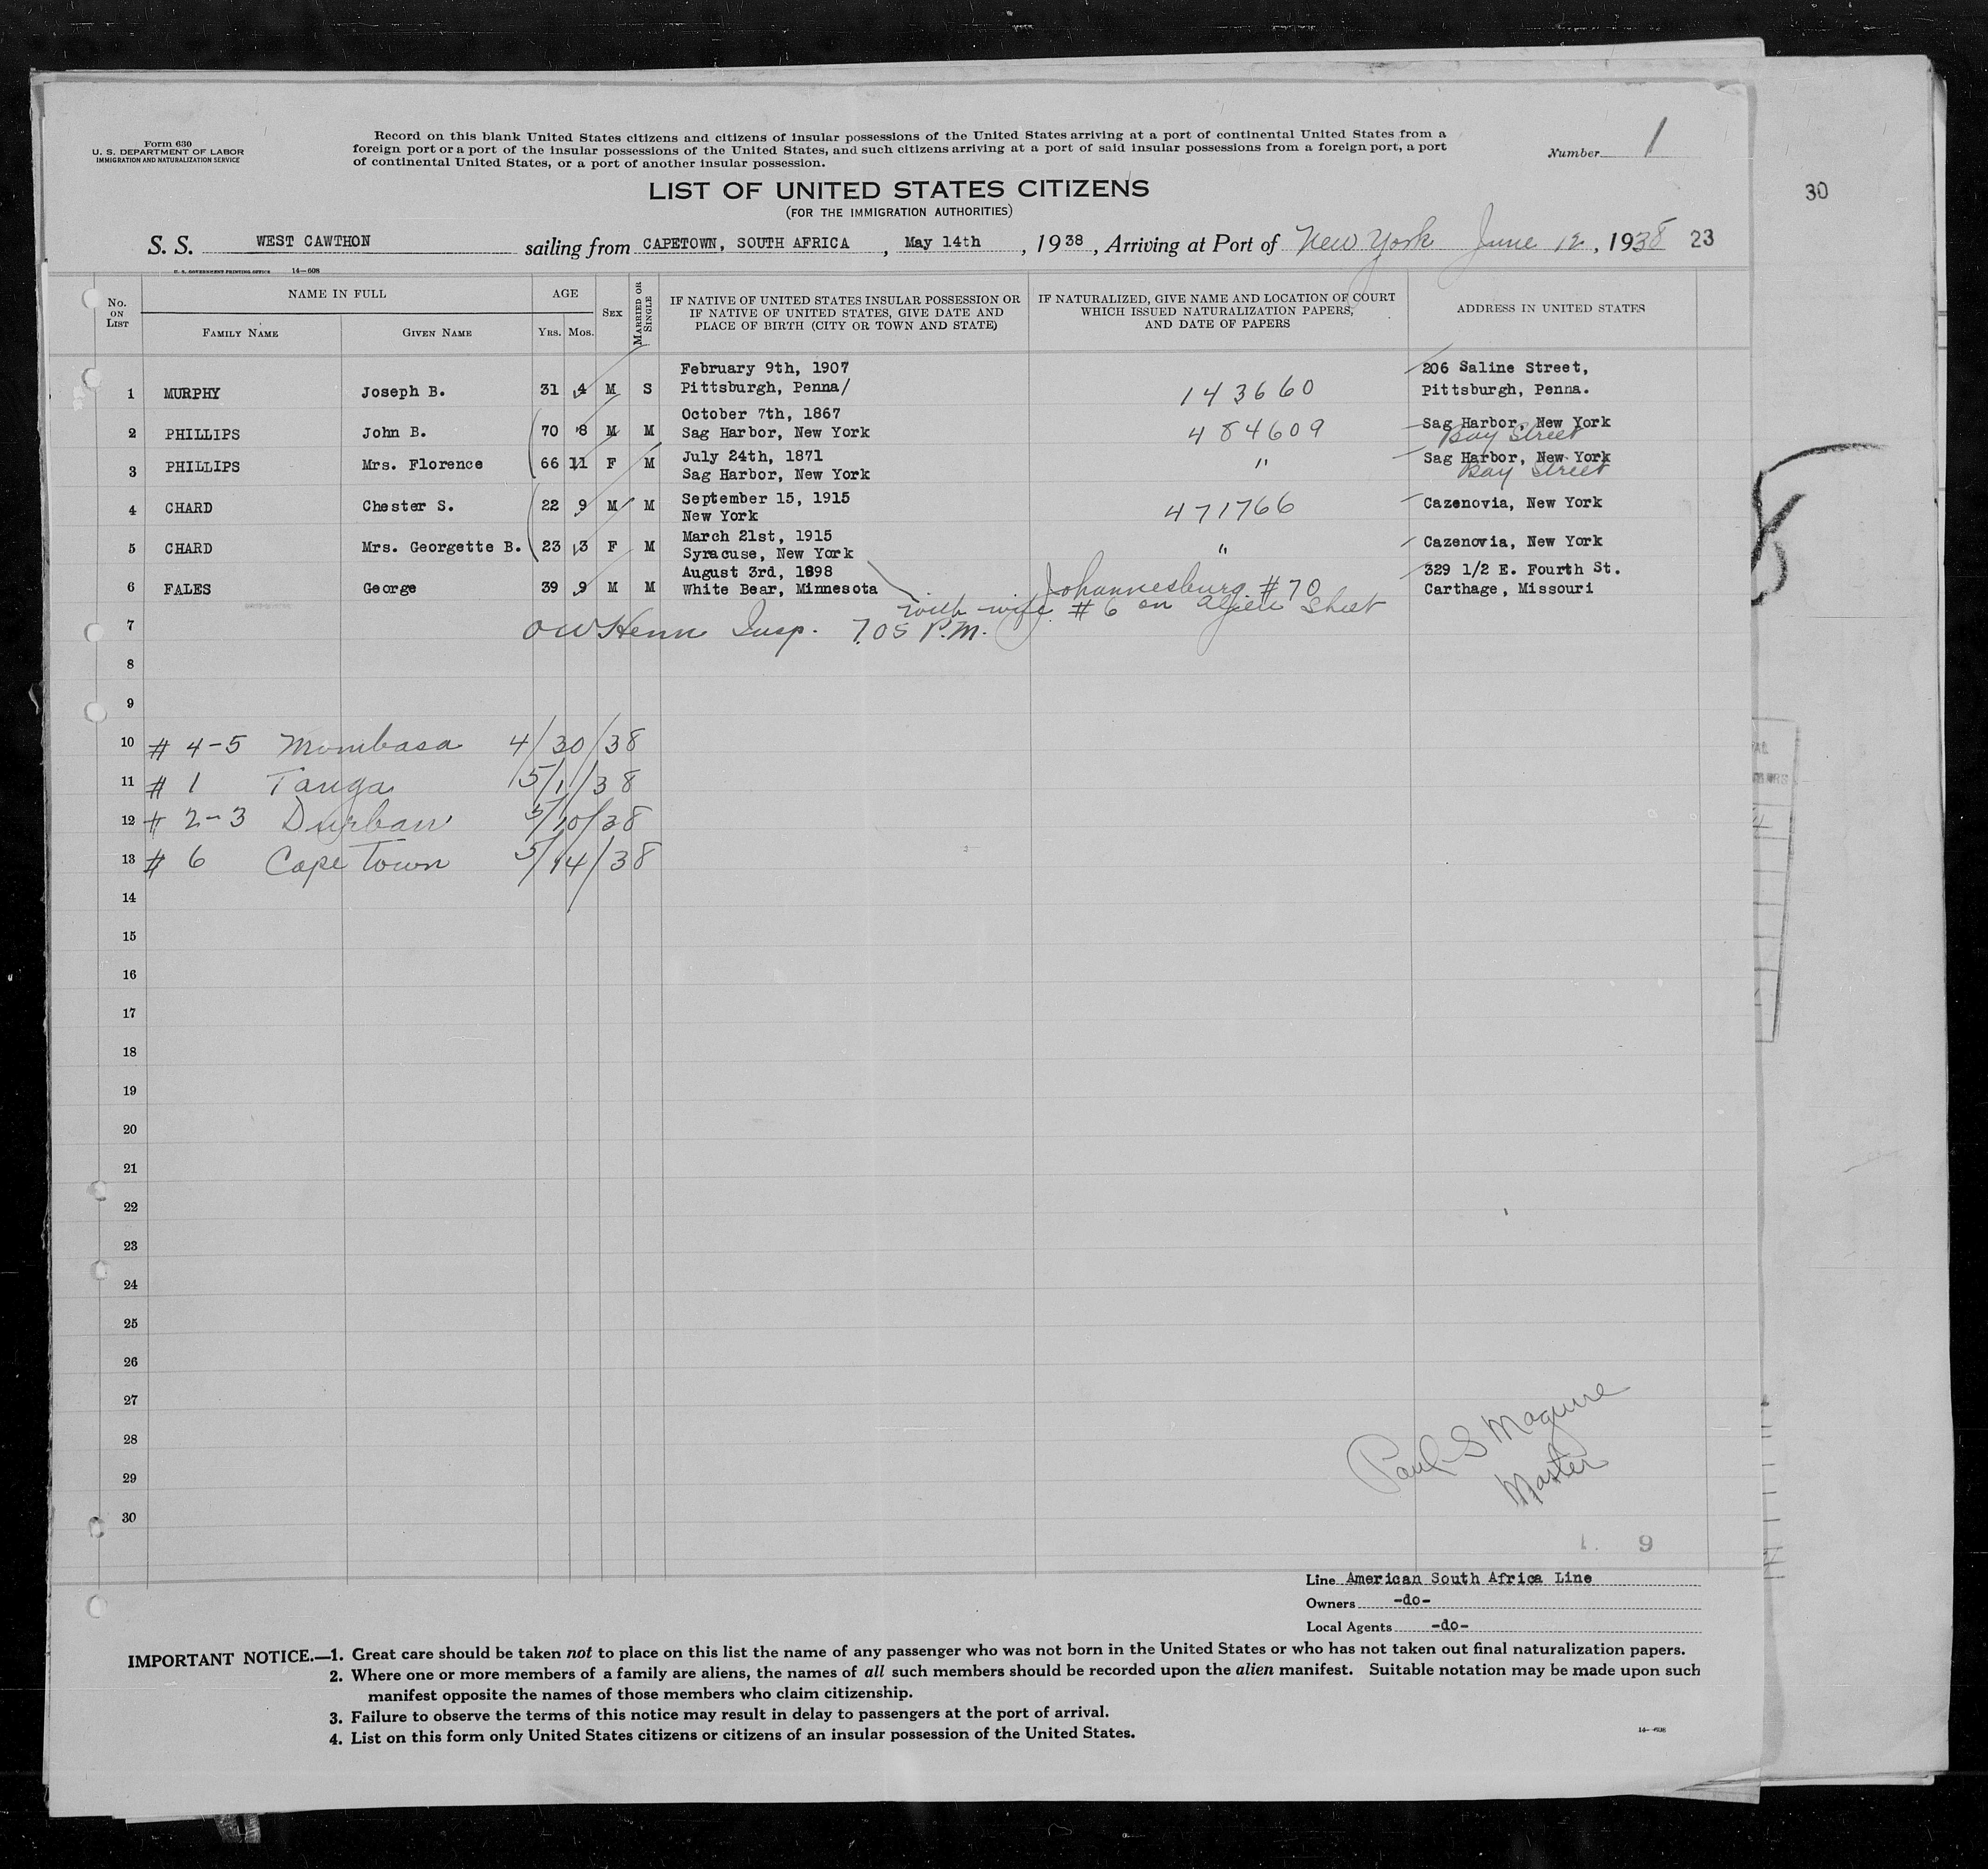 Form 630
U. S. DEPARTMENT OF LABOR
IMMIGRATION AND NATURALIZATION SERVICE
Record on this blank United States citizens and citizens of insular possessions of the United States arriving at a port of continental United States from a
foreign port or a port of the insular possessions of the United States, and such citizens arriving at a port of said insular possessions from a foreign port, a port
of continental United States, or a port of another insular possession.
Number 1
30
LIST OF UNITED STATES CITIZENS
(FOR THE IMMIGRATION AUTHORITIES)
S. S. WEST CAWTHON sailing from CAPETOWN, SOUTH AFRICA, May 14th, 1938, Arriving at Port of New York June 12, 1938 23
U. S. GOVERNMENT PRINTING OFFICE 14—608
No. ON LIST
NAME IN FULL
FAMILY NAME
GIVEN NAME
AGE
YRS. MOS.
SEX
MARRIED OR SINGLE
IF NATIVE OF UNITED STATES INSULAR POSSESSION OR
IF NATIVE OF UNITED STATES, GIVE DATE AND
PLACE OF BIRTH (CITY OR TOWN AND STATE)
IF NATURALIZED, GIVE NAME AND LOCATION OF COURT
WHICH ISSUED NATURALIZATION PAPERS,
AND DATE OF PAPERS
ADDRESS IN UNITED STATES
February 9th, 1907 206 Saline Street,
1 MURPHY Joseph B. 31 4 M S Pittsburgh, Penna/ 143660 Pittsburgh, Penna.
October 7th, 1867 Sag Harbor, New York
2 PHILLIPS John B. 70 8 M M Sag Harbor, New York 484609 Bay Street
July 24th, 1871 Sag Harbor, New York
3 PHILLIPS Mrs. Florence 66 11 F M Sag Harbor, New York " Bay Street
September 15, 1915
4 CHARD Chester S. 22 9 M M New York 471766 Cazenovia, New York
March 21st, 1915
5 CHARD Mrs. Georgette B. 23 3 F M Syracuse, New York " Cazenovia, New York
August 3rd, 1898 329 1/2 E. Fourth St.
6 FALES George 39 9 M M White Bear, Minnesota Johannesburg #70 Carthage, Missouri
with wife #6 on alien Sheet
7 Insp. 7.05 P.M.
8
9
10 # 4-5 Mombasa 4/30/38
11 # 1 Tanga 5/1/38
12 # 2-3 Durban 5/10/38
13 # 6 Cape Town 5/14/38
14
15
16
17
18
19
20
21
22
23
24
25
26
27
28
29
30
Paul S Maguire
Master
9
Line American South Africa Line
Owners -do-
Local Agents -do-
IMPORTANT NOTICE.—1. Great care should be taken not to place on this list the name of any passenger who was not born in the United States or who has not taken out final naturalization papers.
2. Where one or more members of a family are aliens, the names of all such members should be recorded upon the alien manifest. Suitable notation may be made upon such
manifest opposite the names of those members who claim citizenship.
3. Failure to observe the terms of this notice may result in delay to passengers at the port of arrival.
4. List on this form only United States citizens or citizens of an insular possession of the United States.
14—608